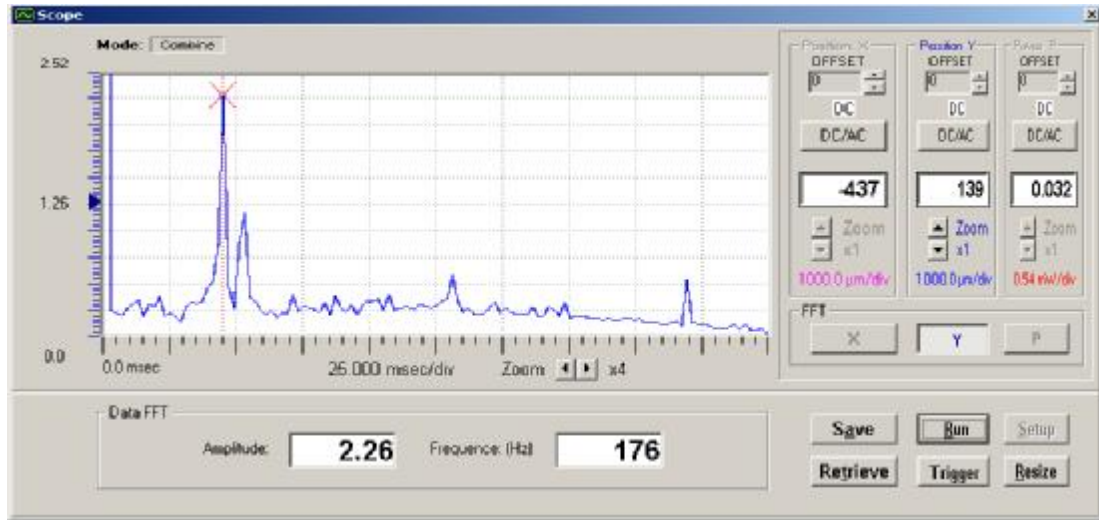 Scope
Mode: Combine
2.52
1.25
0.0
0.0 msec
25.000 msec/div
Zoom
x4
Position X
OFFSET
0
DC
DC/AC
-437
Zoom
x1
1000.0 µm/div
Position Y
OFFSET
0
DC
DC/AC
139
Zoom
x1
1000.0 µm/div
OFFSET
0
DC
DC/AC
0.032
Zoom
x1
0.54 mW/div
FFT
X
Y
P
Data FFT
Amplitude:
2.26
Frequence: (Hz)
176
Save
Run
Setup
Retrieve
Trigger
Resize